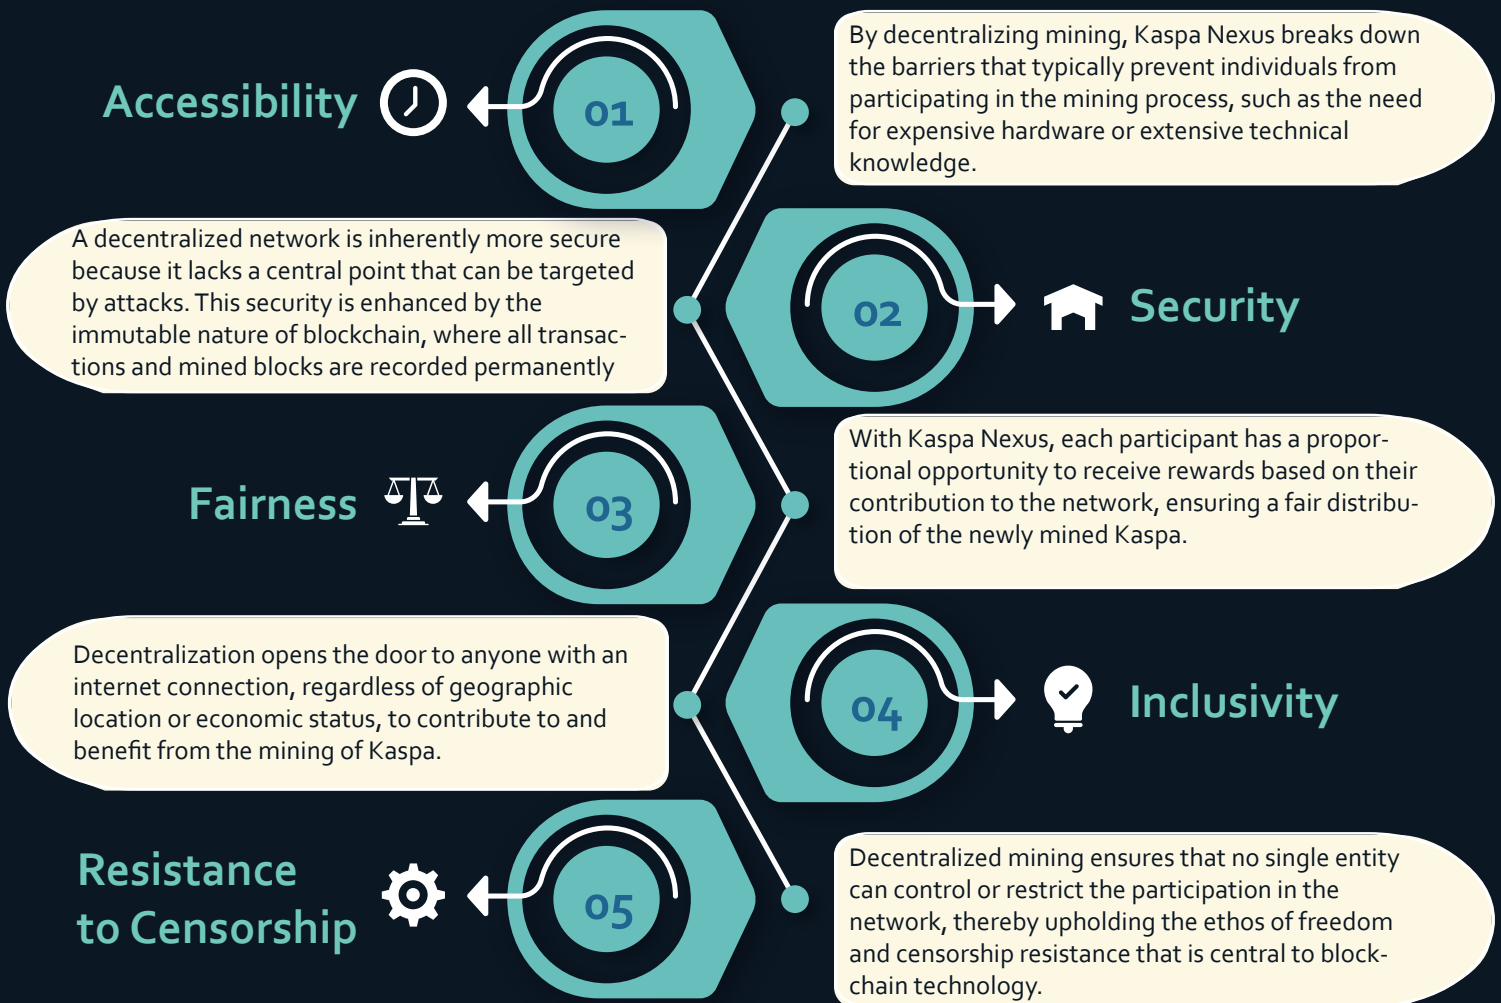 Accessibility
01
By decentralizing mining, Kaspa Nexus breaks down
the barriers that typically prevent individuals from
participating in the mining process, such as the need
for expensive hardware or extensive technical
knowledge.
A decentralized network is inherently more secure
because it lacks a central point that can be targeted
by attacks. This security is enhanced by the
immutable nature of blockchain, where all transac-
tions and mined blocks are recorded permanently
02
Security
Fairness
03
With Kaspa Nexus, each participant has a propor-
tional opportunity to receive rewards based on their
contribution to the network, ensuring a fair distribu-
tion of the newly mined Kaspa.
Decentralization opens the door to anyone with an
internet connection, regardless of geographic
location or economic status, to contribute to and
benefit from the mining of Kaspa.
04
Inclusivity
Resistance
to Censorship
05
Decentralized mining ensures that no single entity
can control or restrict the participation in the
network, thereby upholding the ethos of freedom
and censorship resistance that is central to block-
chain technology.